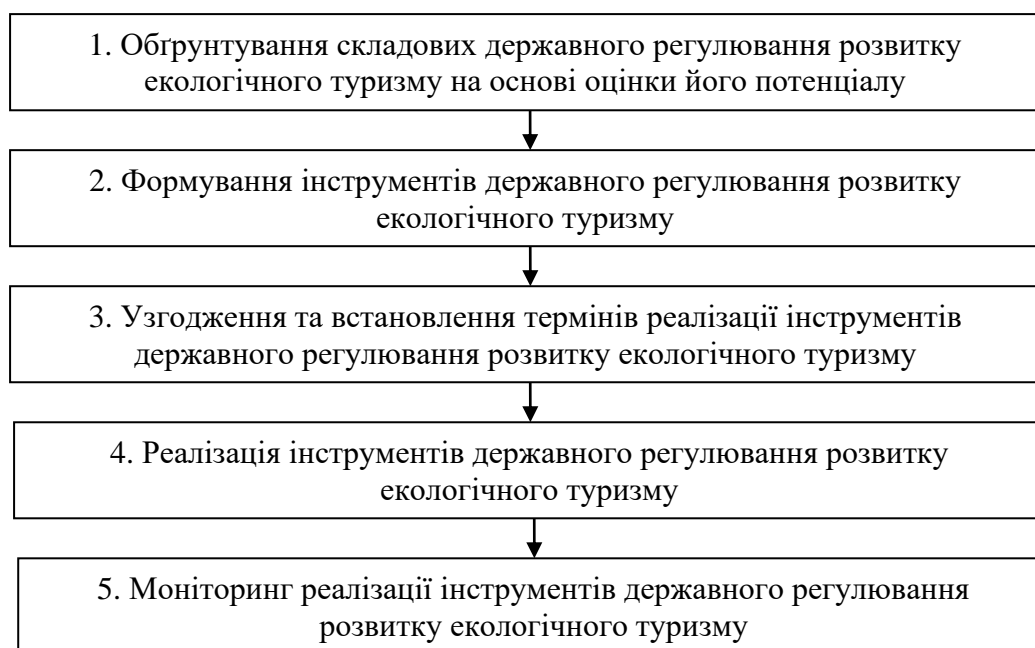 1. Обґрунтування складових державного регулювання розвитку
екологічного туризму на основі оцінки його потенціалу
2. Формування інструментів державного регулювання розвитку
екологічного туризму
3. Узгодження та встановлення термінів реалізації інструментів
державного регулювання розвитку екологічного туризму
4. Реалізація інструментів державного регулювання розвитку
екологічного туризму
5. Моніторинг реалізації інструментів державного регулювання
розвитку екологічного туризму